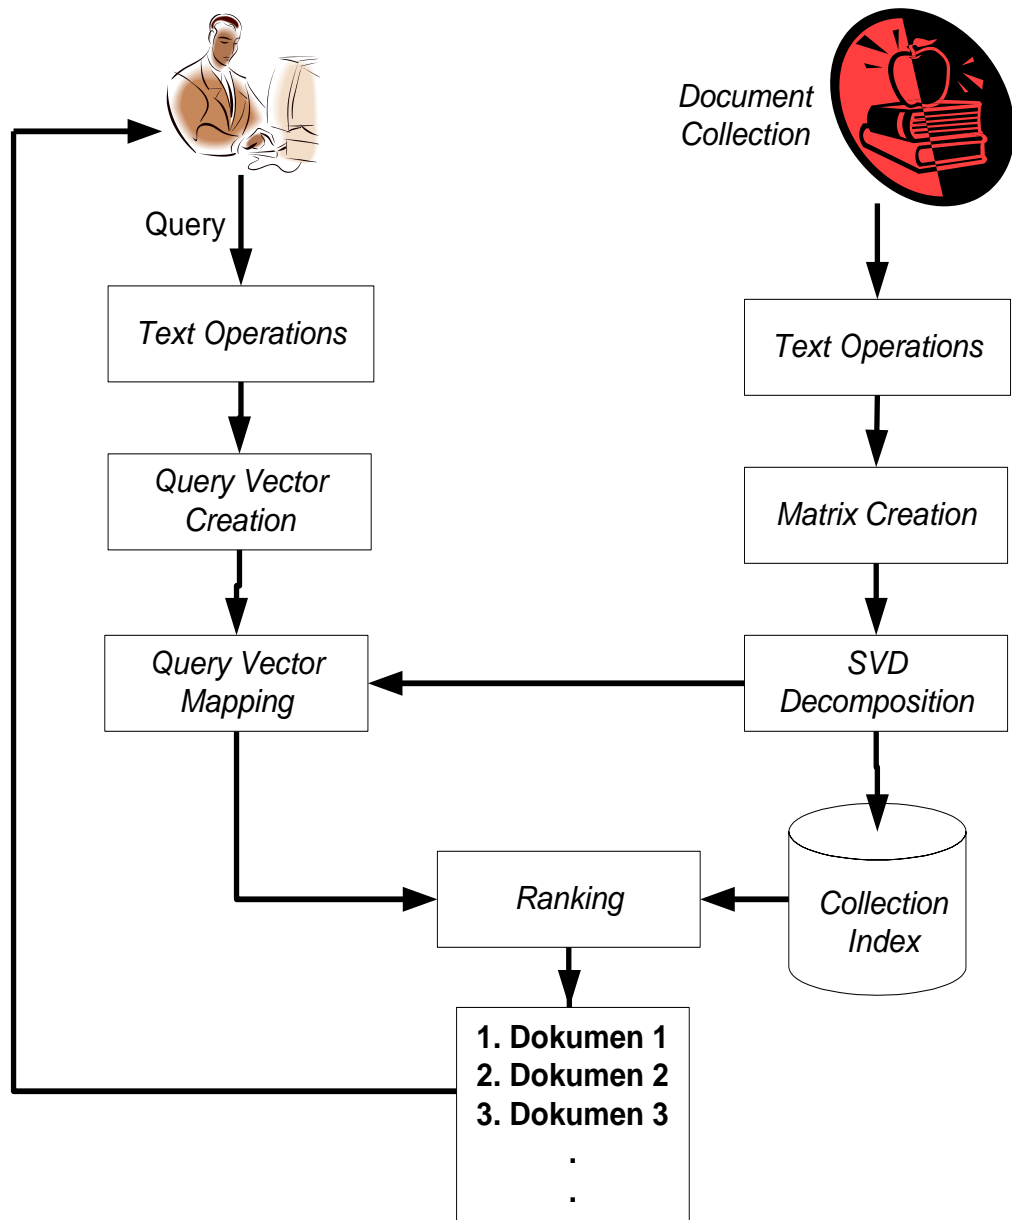 Document
Collection
Query
Text Operations
Text Operations
Query Vector
Creation
Matrix Creation
Query Vector
Mapping
SVD
Decomposition
Ranking
Collection
Index
1. Dokumen 1
2. Dokumen 2
3. Dokumen 3
.
.